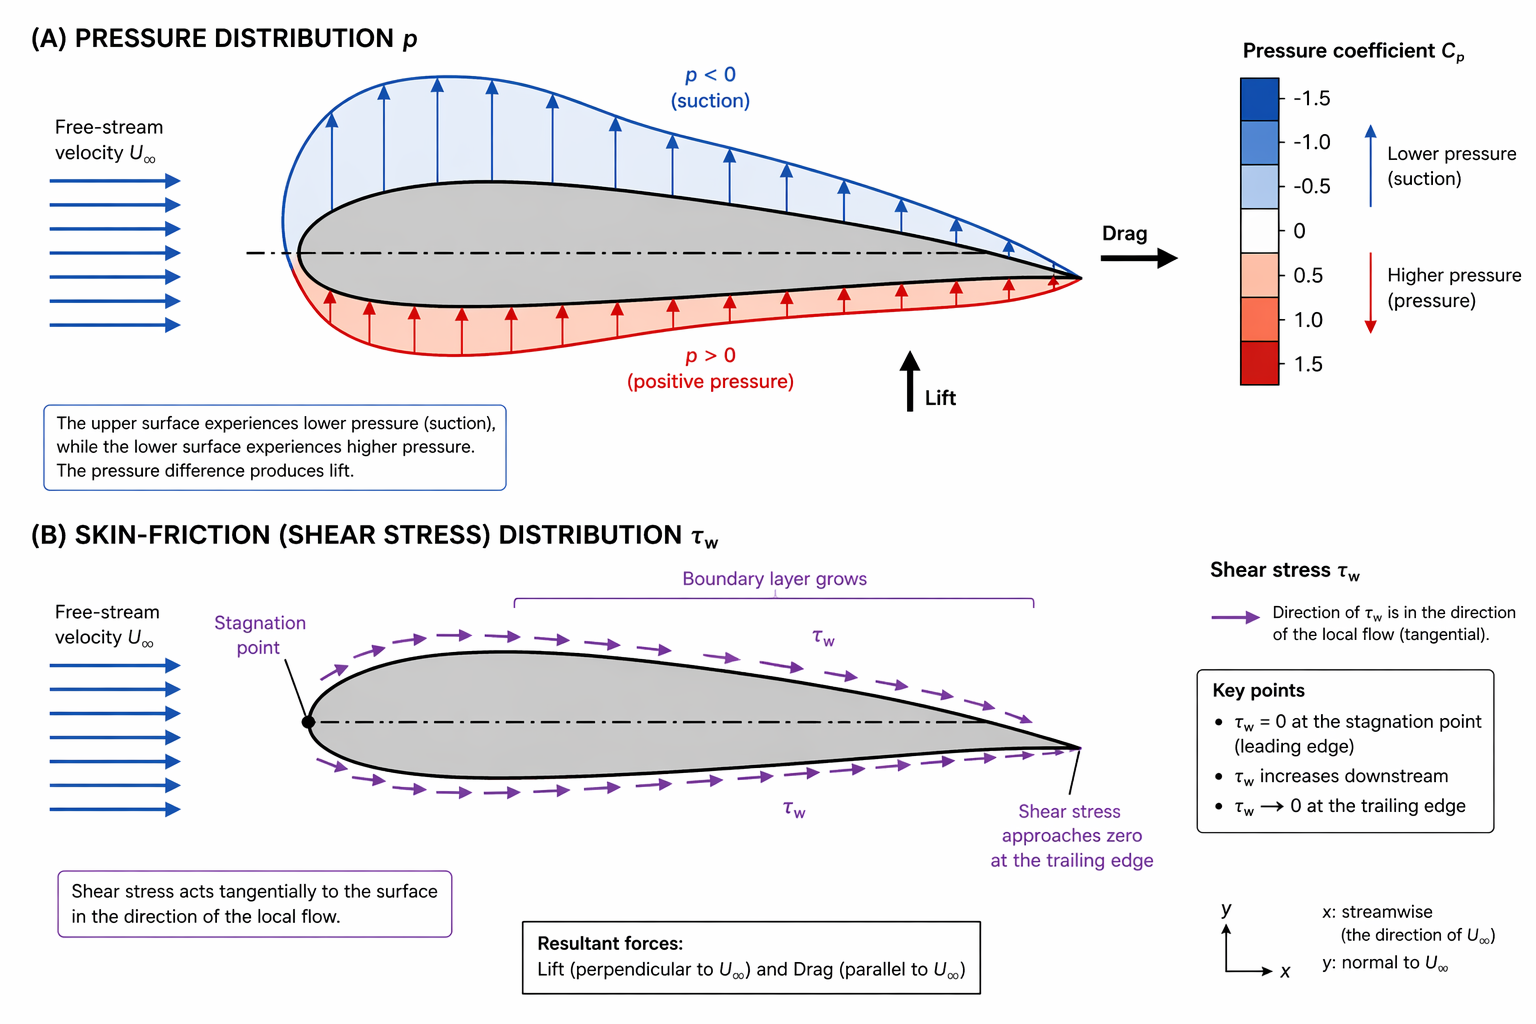 (A) PRESSURE DISTRIBUTION p
Free-stream
velocity U∞
p < 0
(suction)
Drag
p > 0
(positive pressure)
Lift
Pressure coefficient Cp
-1.5
-1.0
-0.5
0
0.5
1.0
1.5
Lower pressure
(suction)
Higher pressure
(pressure)
The upper surface experiences lower pressure (suction),
while the lower surface experiences higher pressure.
The pressure difference produces lift.
(B) SKIN-FRICTION (SHEAR STRESS) DISTRIBUTION τw
Free-stream
velocity U∞
Stagnation
point
Boundary layer grows
τw
τw
Shear stress
approaches zero
at the trailing edge
Shear stress τw
Direction of τw is in the direction
of the local flow (tangential).
Key points
• τw = 0 at the stagnation point
(leading edge)
• τw increases downstream
• τw → 0 at the trailing edge
Shear stress acts tangentially to the surface
in the direction of the local flow.
Resultant forces:
Lift (perpendicular to U∞) and Drag (parallel to U∞)
y
x
x: streamwise
(the direction of U∞)
y: normal to U∞